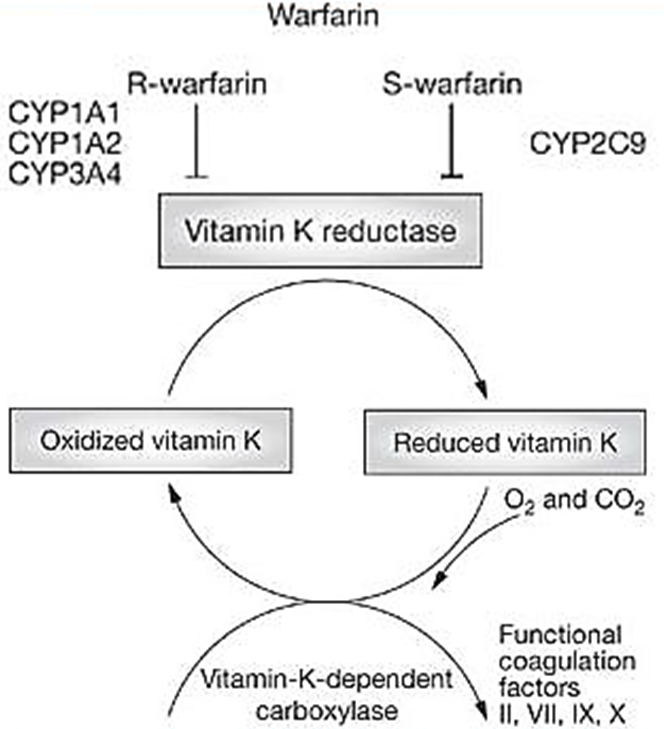 Warfarin
R-warfarin
S-warfarin
CYP1A1
CYP1A2
CYP3A4
CYP2C9
Vitamin K reductase
Oxidized vitamin K
Reduced vitamin K
O₂ and CO₂
Functional
coagulation
factors
II, VII, IX, X
Vitamin-K-dependent
carboxylase